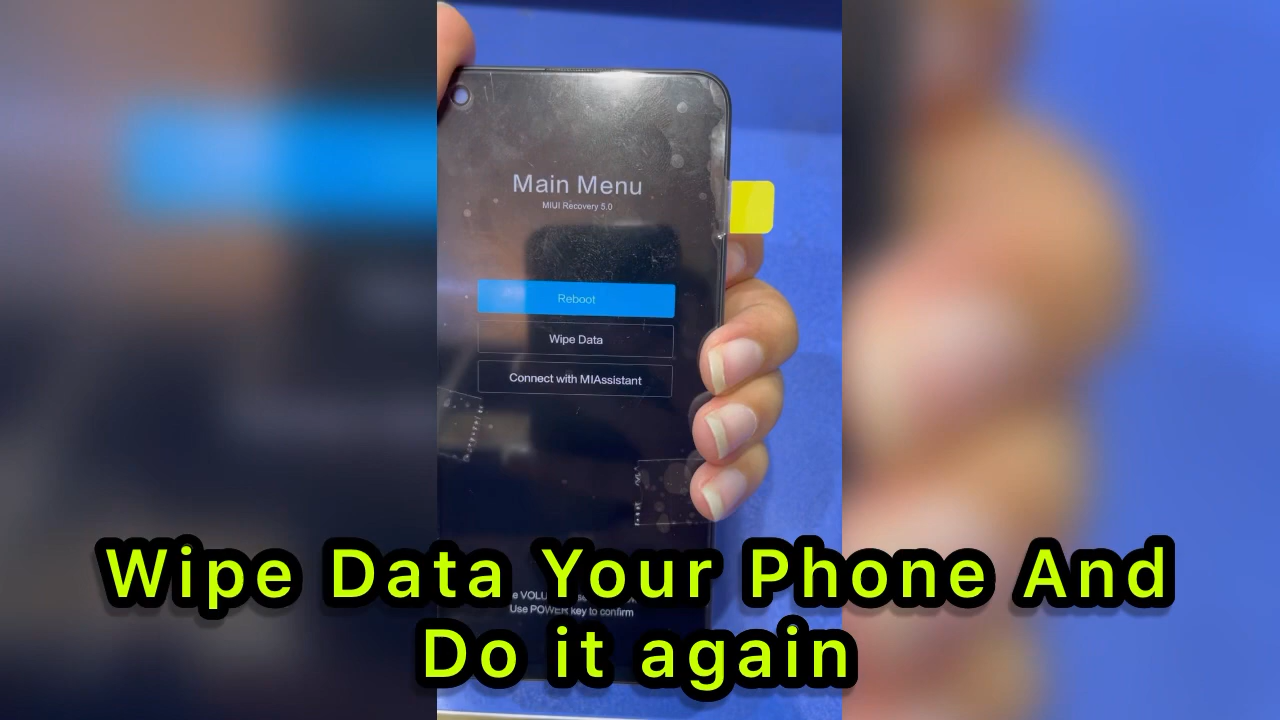 Main Menu
MIUI Recovery 5.0
Reboot
Wipe Data
Connect with MIAssistant
Use POWER key to confirm
Wipe Data Your Phone And
Do it again